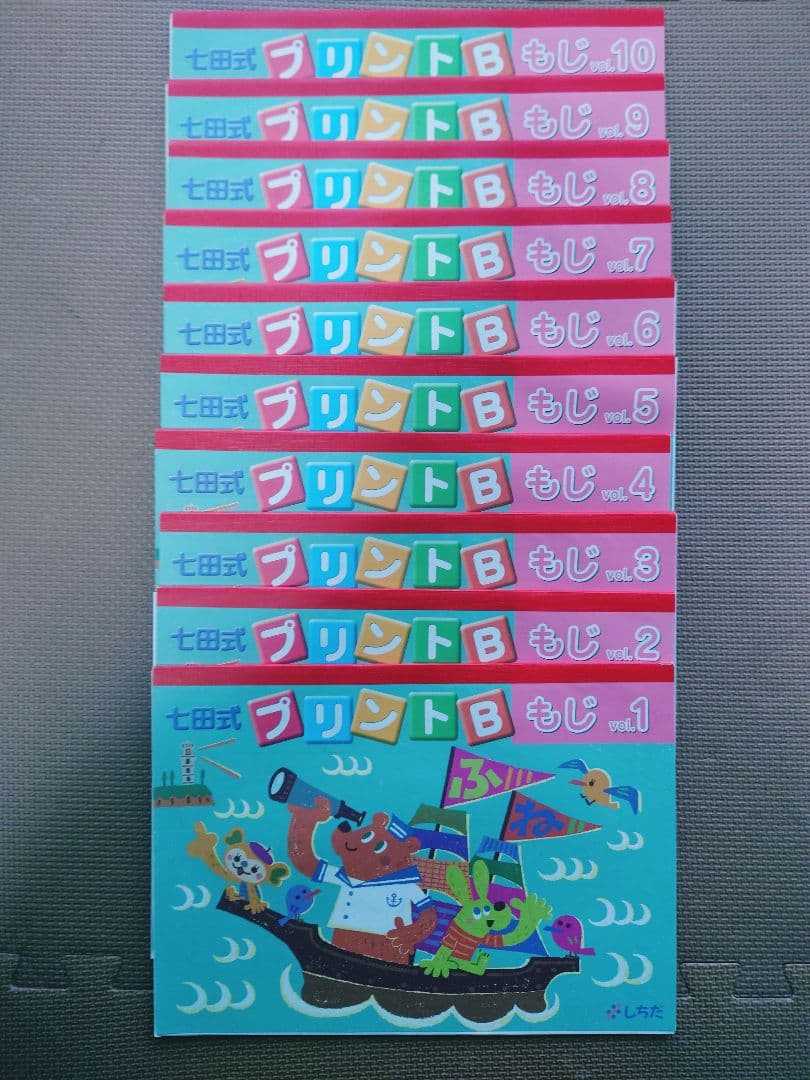 七田式 プリントB もじ vol.10
七田式 プリントB もじ vol.9
七田式 プリントB もじ vol.8
七田式 プリントB もじ vol.7
七田式 プリントB もじ vol.6
七田式 プリントB もじ vol.5
七田式 プリントB もじ vol.4
七田式 プリントB もじ vol.3
七田式 プリントB もじ vol.2
七田式 プリントB もじ vol.1
ふ
ね
しちだ